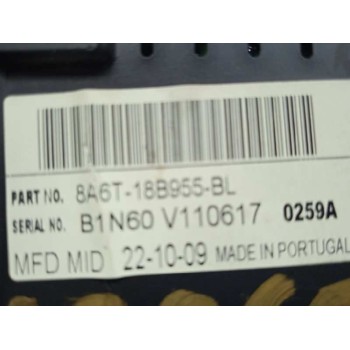 PART NO. 8A6T-18B955-BL
SERIAL NO. B1N60 V110617 0259A
MFD MID 22-10-09 MADE IN PORTUGAL